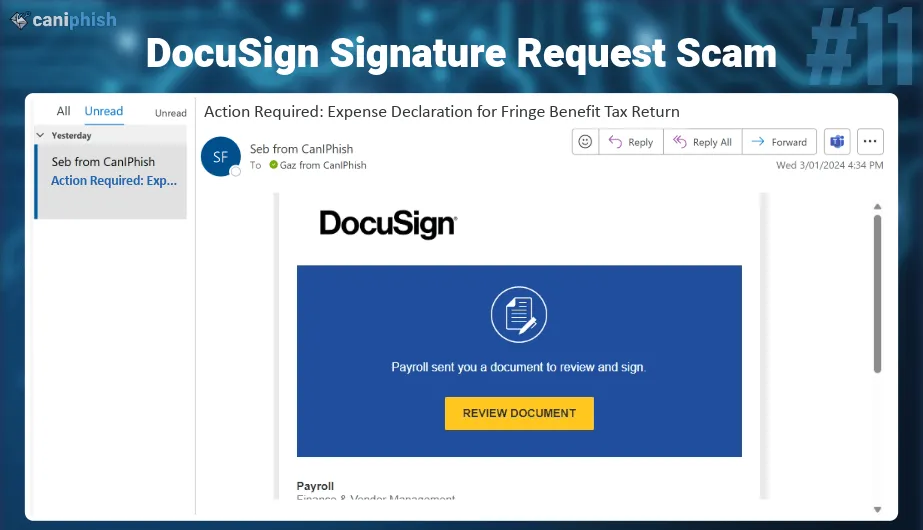 caniphish
DocuSign Signature Request Scam
#11
All Unread Unread
Yesterday
Seb from CanIPhish
Action Required: Exp...
Action Required: Expense Declaration for Fringe Benefit Tax Return
SF
Seb from CanIPhish
To Gaz from CanIPhish
Reply Reply All Forward
Wed 3/01/2024 4:34 PM
DocuSign
Payroll sent you a document to review and sign.
REVIEW DOCUMENT
Payroll
Finance & Vendor Management